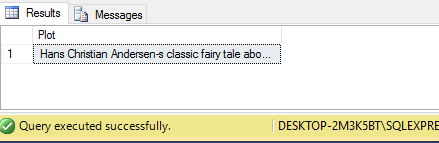 Results Messages
Plot
1 Hans Christian Andersen-s classic fairy tale abo...
Query executed successfully. DESKTOP-2M3K5BT\SQLEXPRE